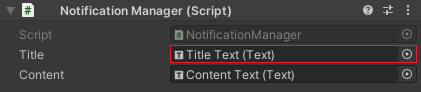 Notification Manager (Script)
Script NotificationManager
Title Title Text (Text)
Content Content Text (Text)